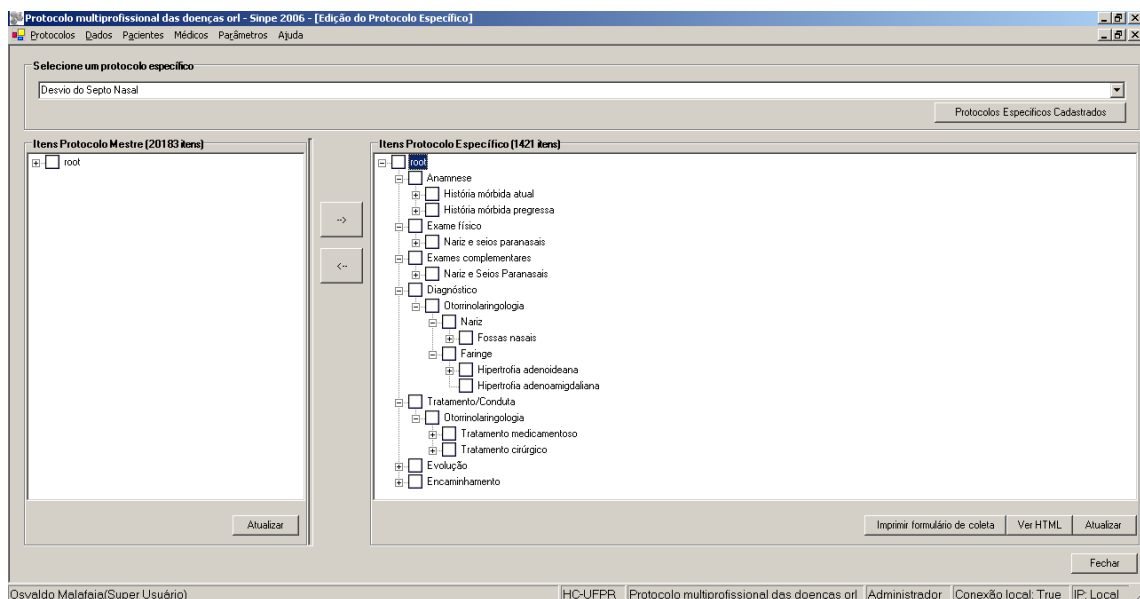 Protocolo multiprofissional das doenças orl - Sinpe 2006 - [Edição do Protocolo Específico]
Protocolos Dados Pacientes Médicos Parâmetros Ajuda
Selecione um protocolo específico
Desvio do Septo Nasal
Protocolos Especificos Cadastrados
Itens Protocolo Mestre (20183 itens)
root
-->
<--
Atualizar
Itens Protocolo Específico (1421 itens)
root
Anamnese
História mórbida atual
História mórbida pregressa
Exame físico
Nariz e seios paranasais
Exames complementares
Nariz e Seios Paranasais
Diagnóstico
Otorrinolaringologia
Nariz
Fossas nasais
Faringe
Hipertrofia adenoideana
Hipertrofia adenoamigdaliana
Tratamento/Conduta
Otorrinolaringologia
Tratamento medicamentoso
Tratamento cirúrgico
Evolução
Encaminhamento
Imprimir formulário de coleta Ver HTML Atualizar
Fechar
Osvaldo Malafaia(Super Usuário) HC-UFPR Protocolo multiprofissional das doenças orl Administrador Conexão local: True IP: Local